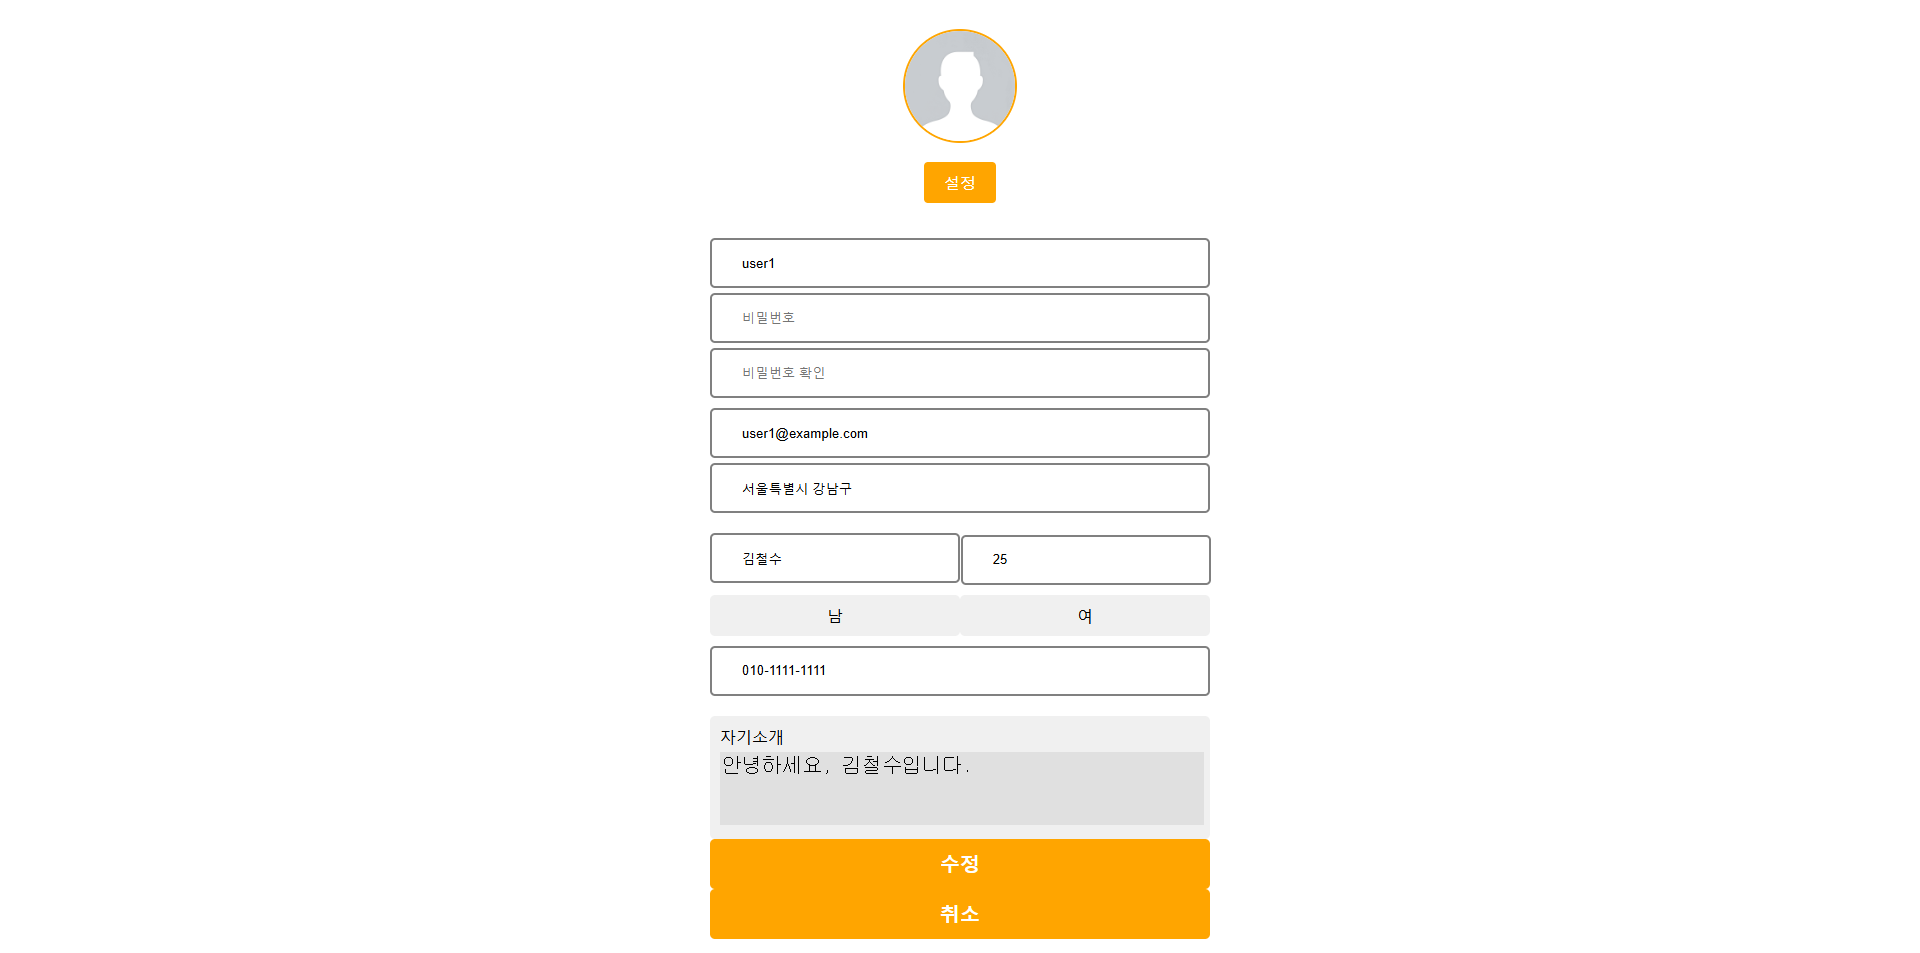 설정
user1
비밀번호
비밀번호 확인
user1@example.com
서울특별시 강남구
김철수 25
남 여
010-1111-1111
자기소개
안녕하세요, 김철수입니다.
수정
취소